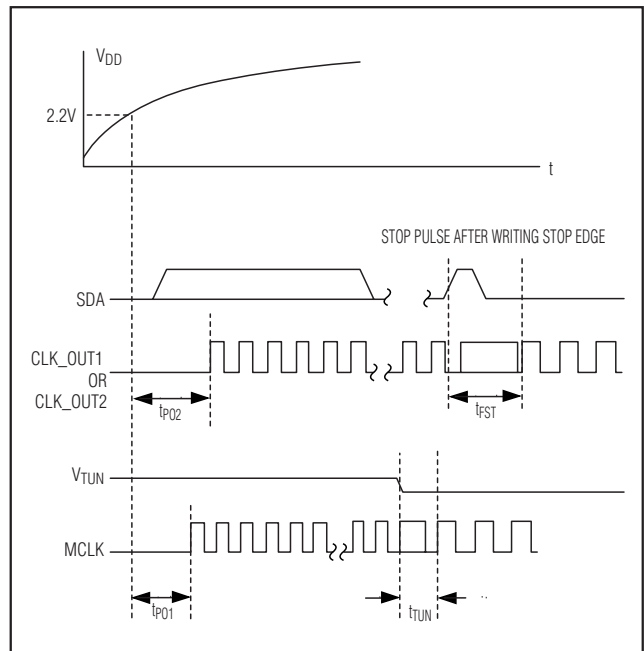 VDD
2.2V
t
STOP PULSE AFTER WRITING STOP EDGE
SDA
CLK_OUT1
OR
CLK_OUT2
tPO2
tFST
VTUN
MCLK
tPO1
tTUN